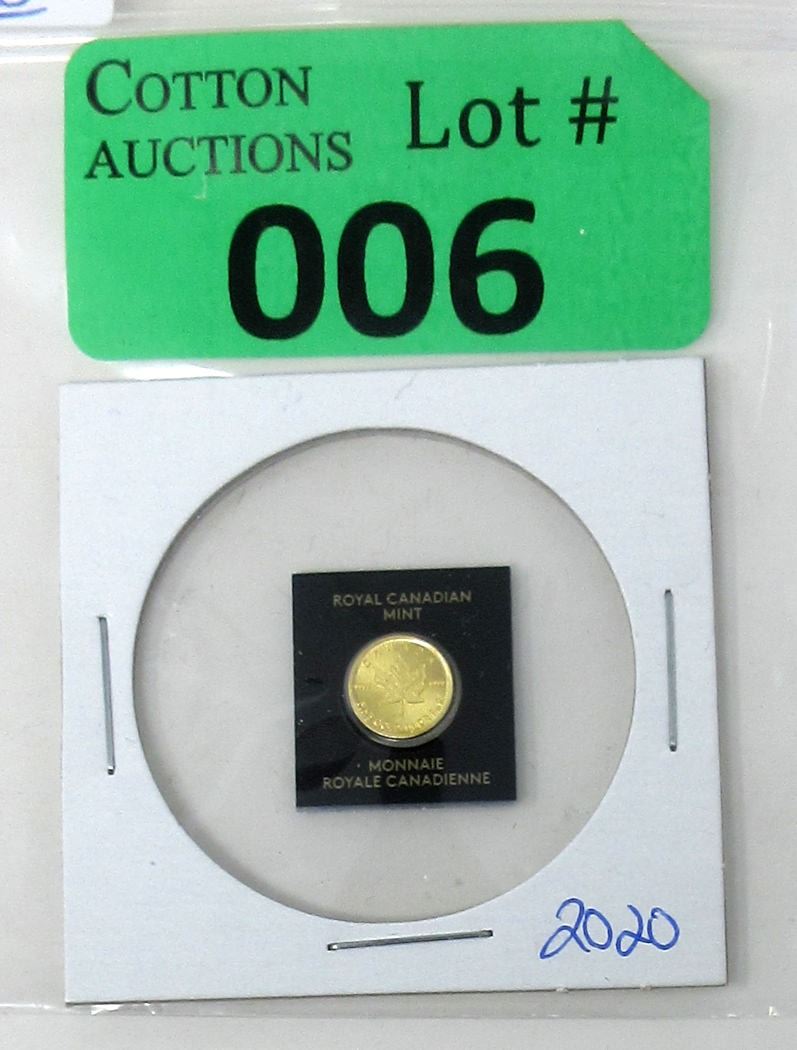 COTTON
AUCTIONS
Lot #
006
ROYAL CANADIAN
MINT
MONNAIE
ROYALE CANADIENNE
2020